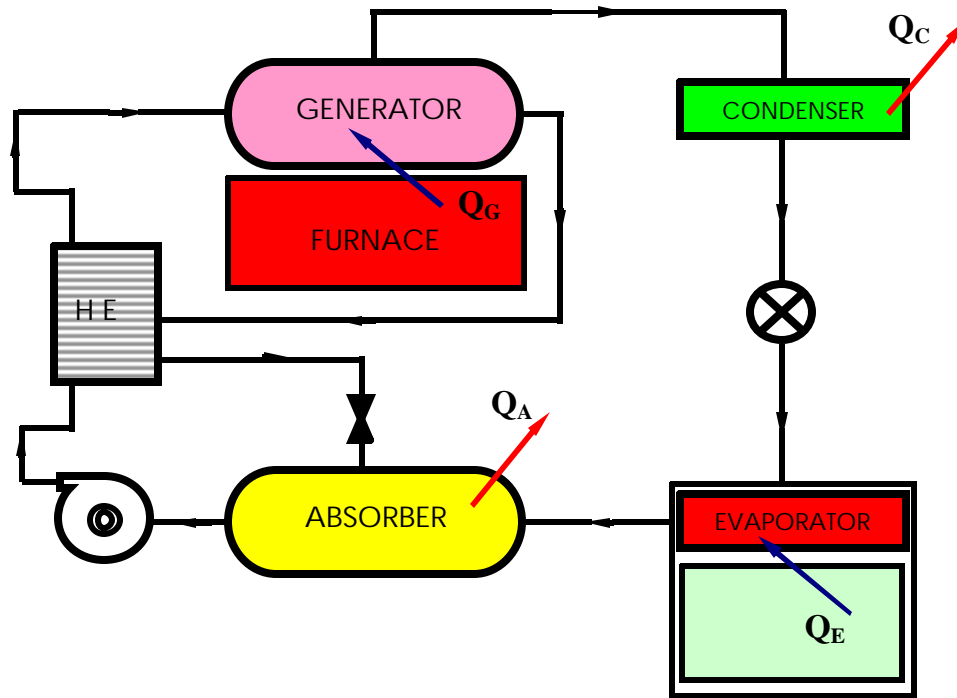 Q_C
GENERATOR
CONDENSER
Q_G
FURNACE
H E
Q_A
ABSORBER
EVAPORATOR
Q_E